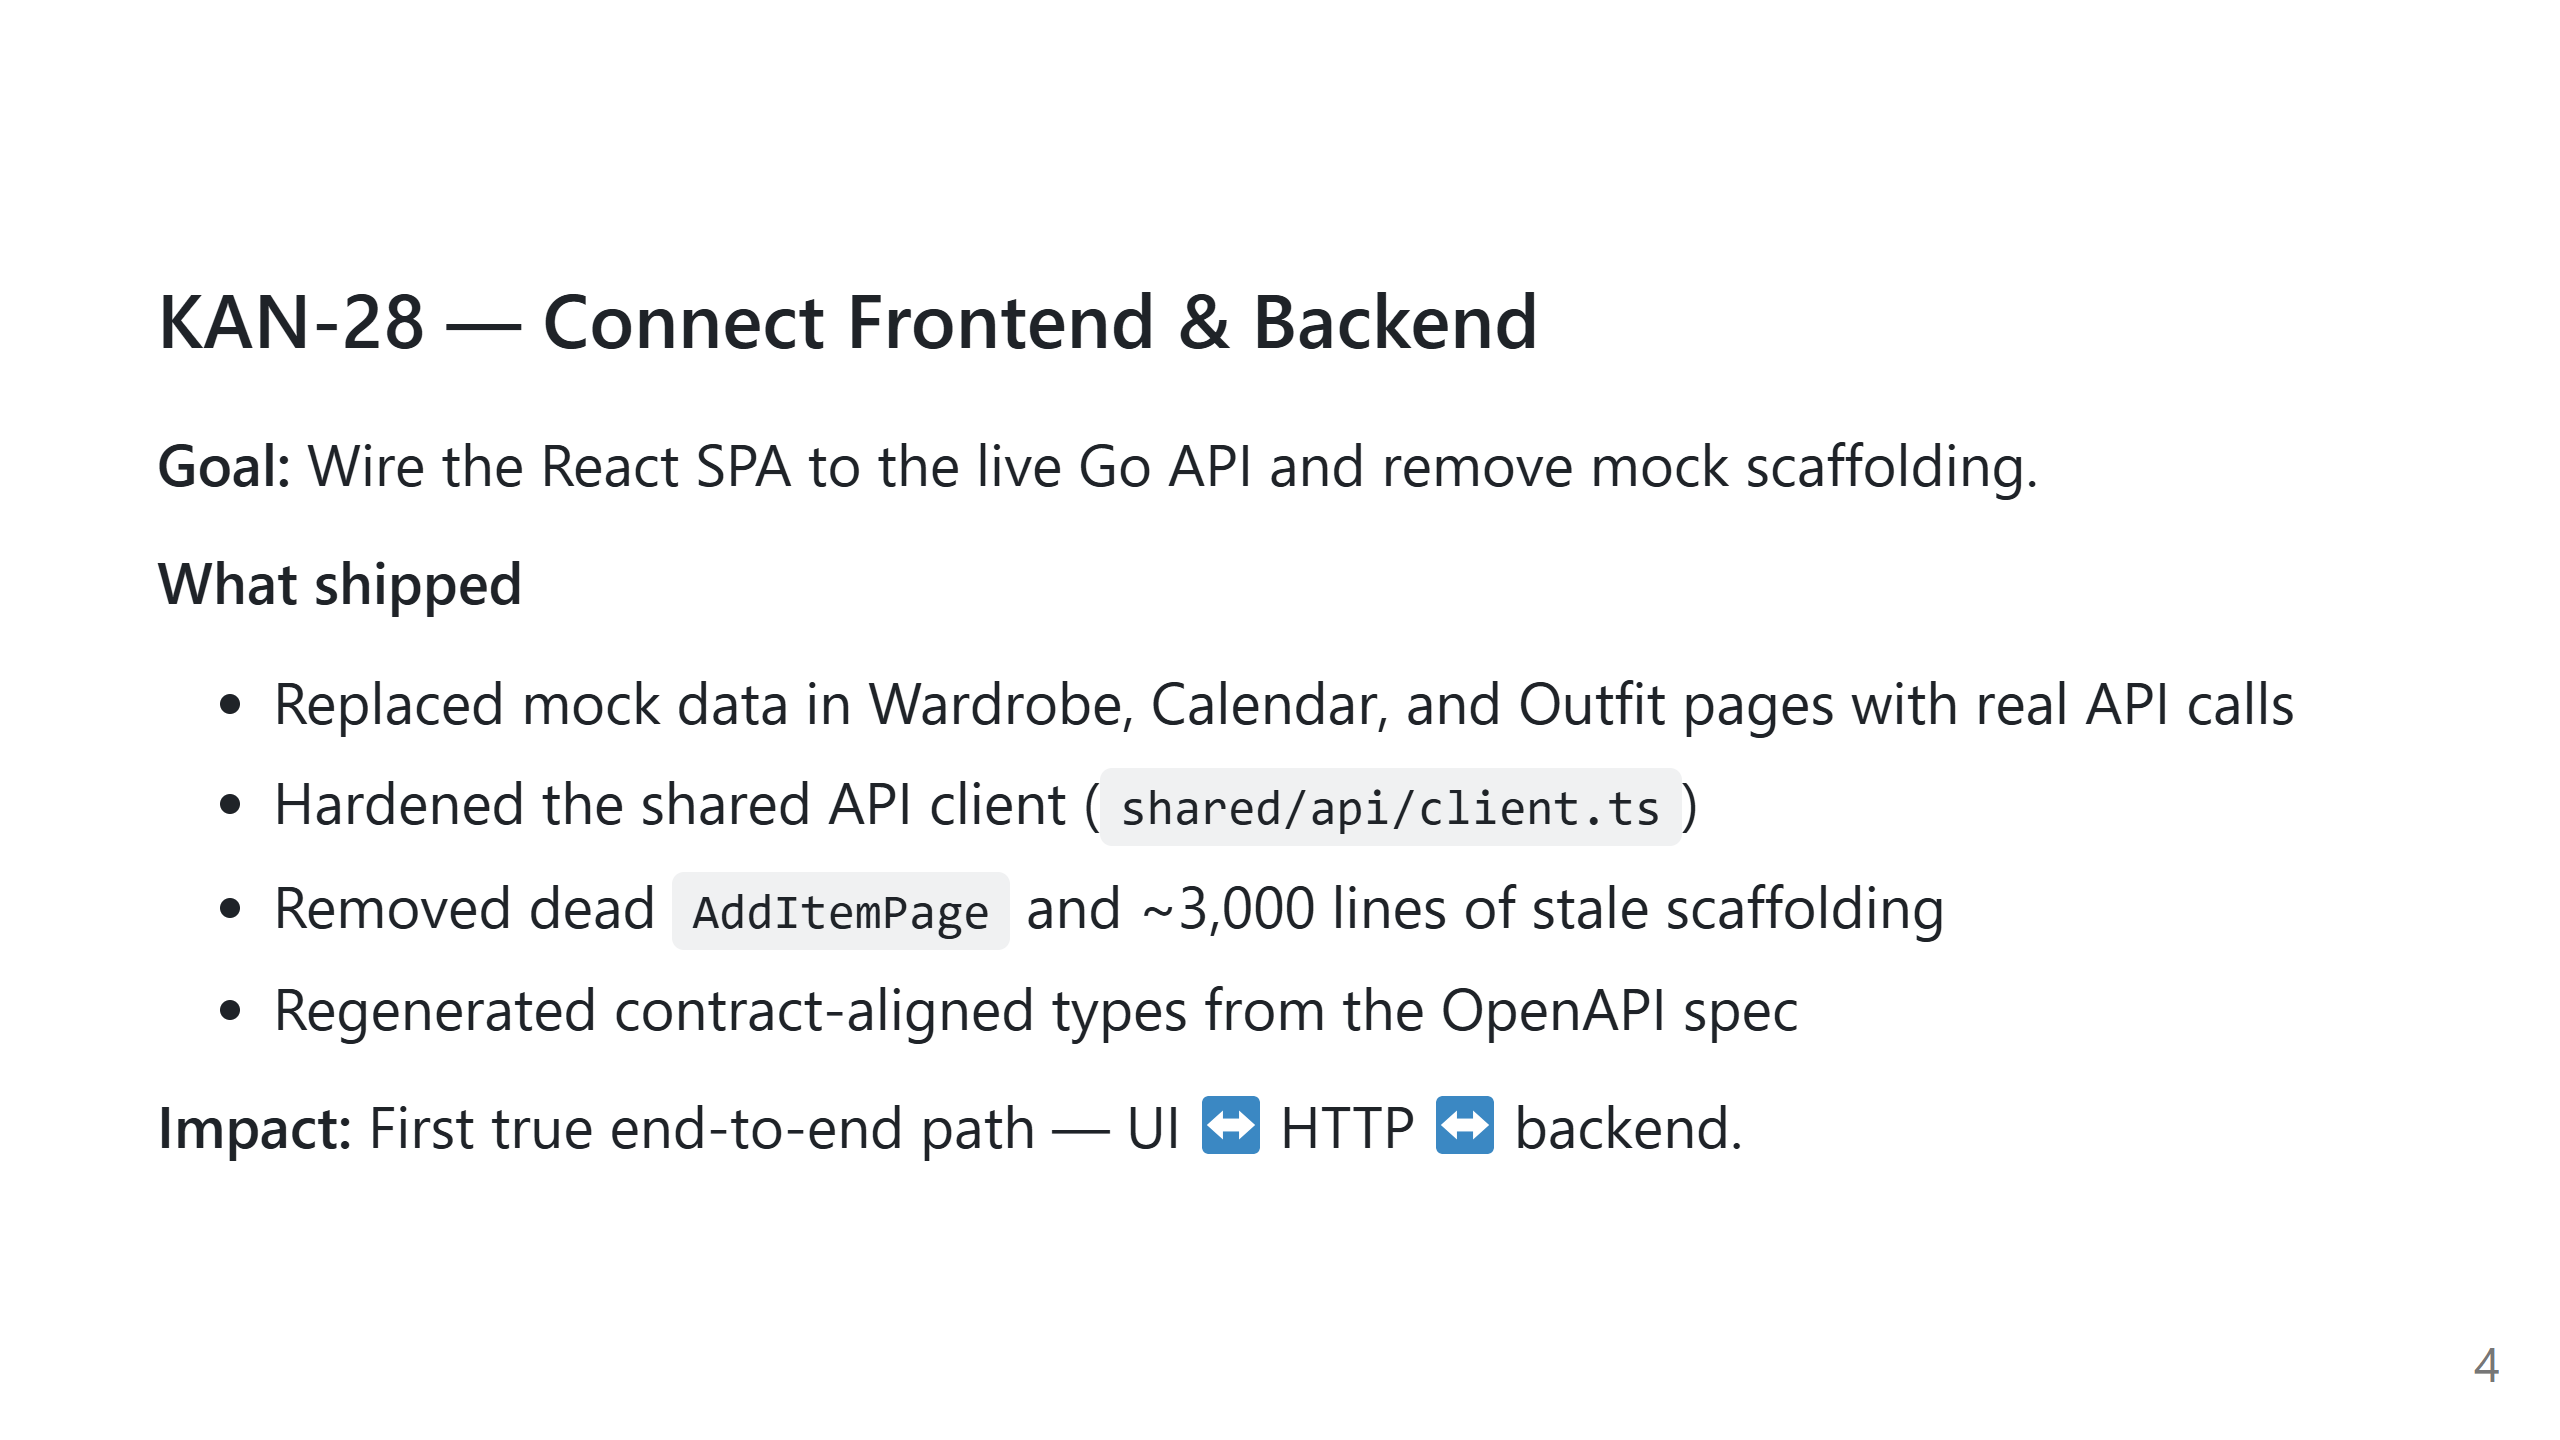 KAN-28 — Connect Frontend & Backend
Goal: Wire the React SPA to the live Go API and remove mock scaffolding.
What shipped
• Replaced mock data in Wardrobe, Calendar, and Outfit pages with real API calls
• Hardened the shared API client (shared/api/client.ts)
• Removed dead AddItemPage and ~3,000 lines of stale scaffolding
• Regenerated contract-aligned types from the OpenAPI spec
Impact: First true end-to-end path — UI ↔️ HTTP ↔️ backend.
4